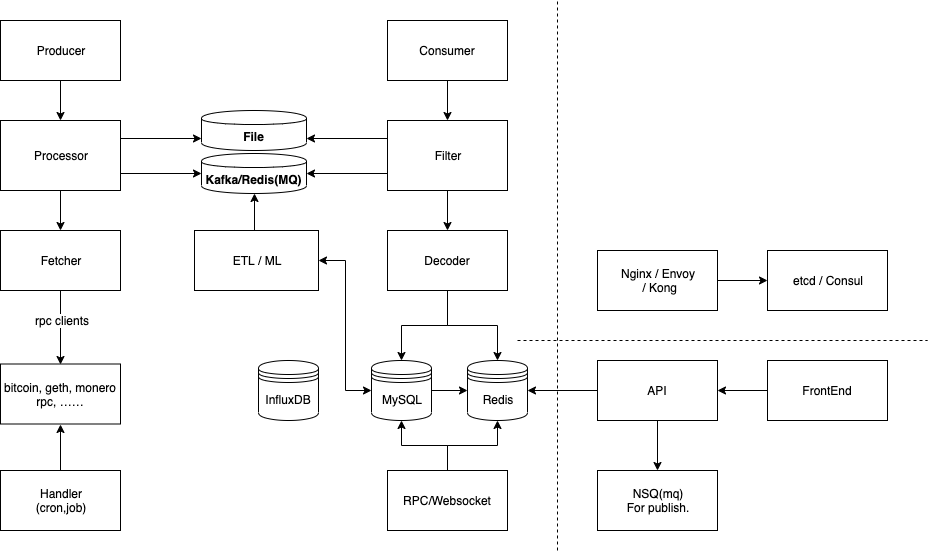 Producer
Consumer
Processor
File
Kafka/Redis(MQ)
Filter
Fetcher
ETL / ML
Decoder
Nginx / Envoy
/ Kong
etcd / Consul
rpc clients
bitcoin, geth, monero
rpc, ......
InfluxDB
MySQL
Redis
API
FrontEnd
Handler
(cron,job)
RPC/Websocket
NSQ(mq)
For publish.